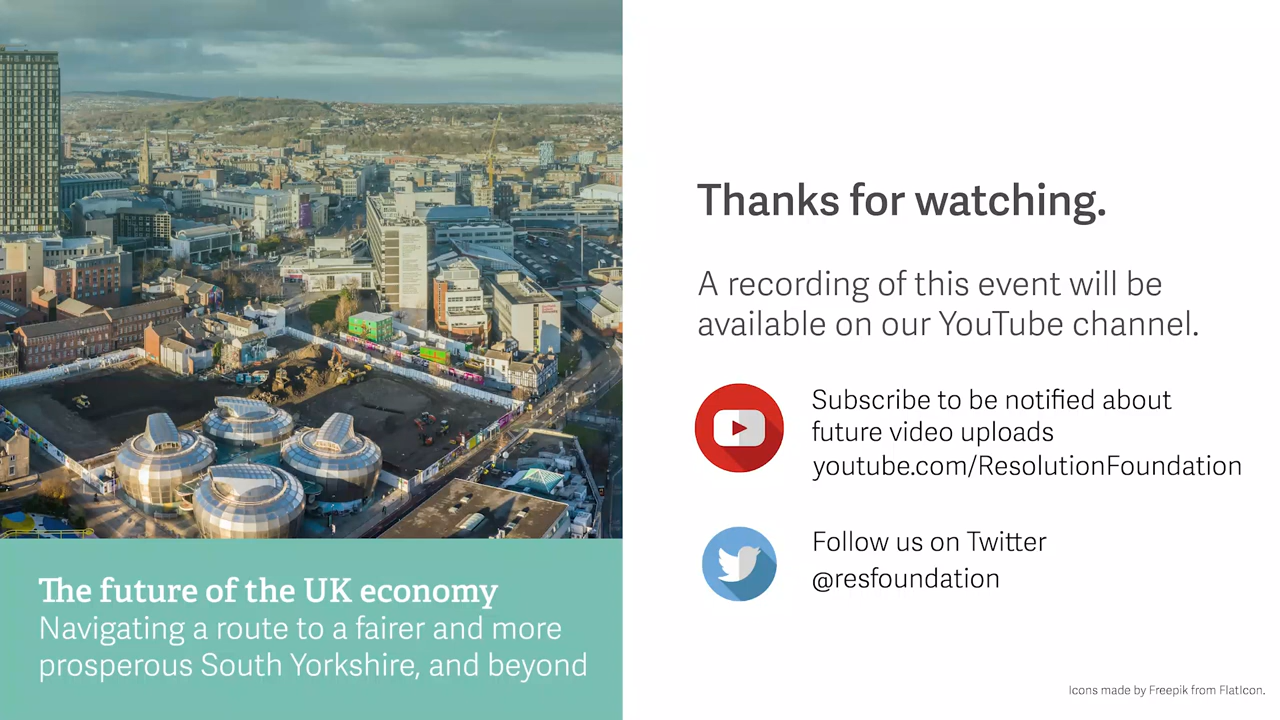 The future of the UK economy
Navigating a route to a fairer and more
prosperous South Yorkshire, and beyond
Thanks for watching.
A recording of this event will be
available on our YouTube channel.
Subscribe to be notified about
future video uploads
youtube.com/ResolutionFoundation
Follow us on Twitter
@resfoundation
Icons made by Freepik from FlatIcon.